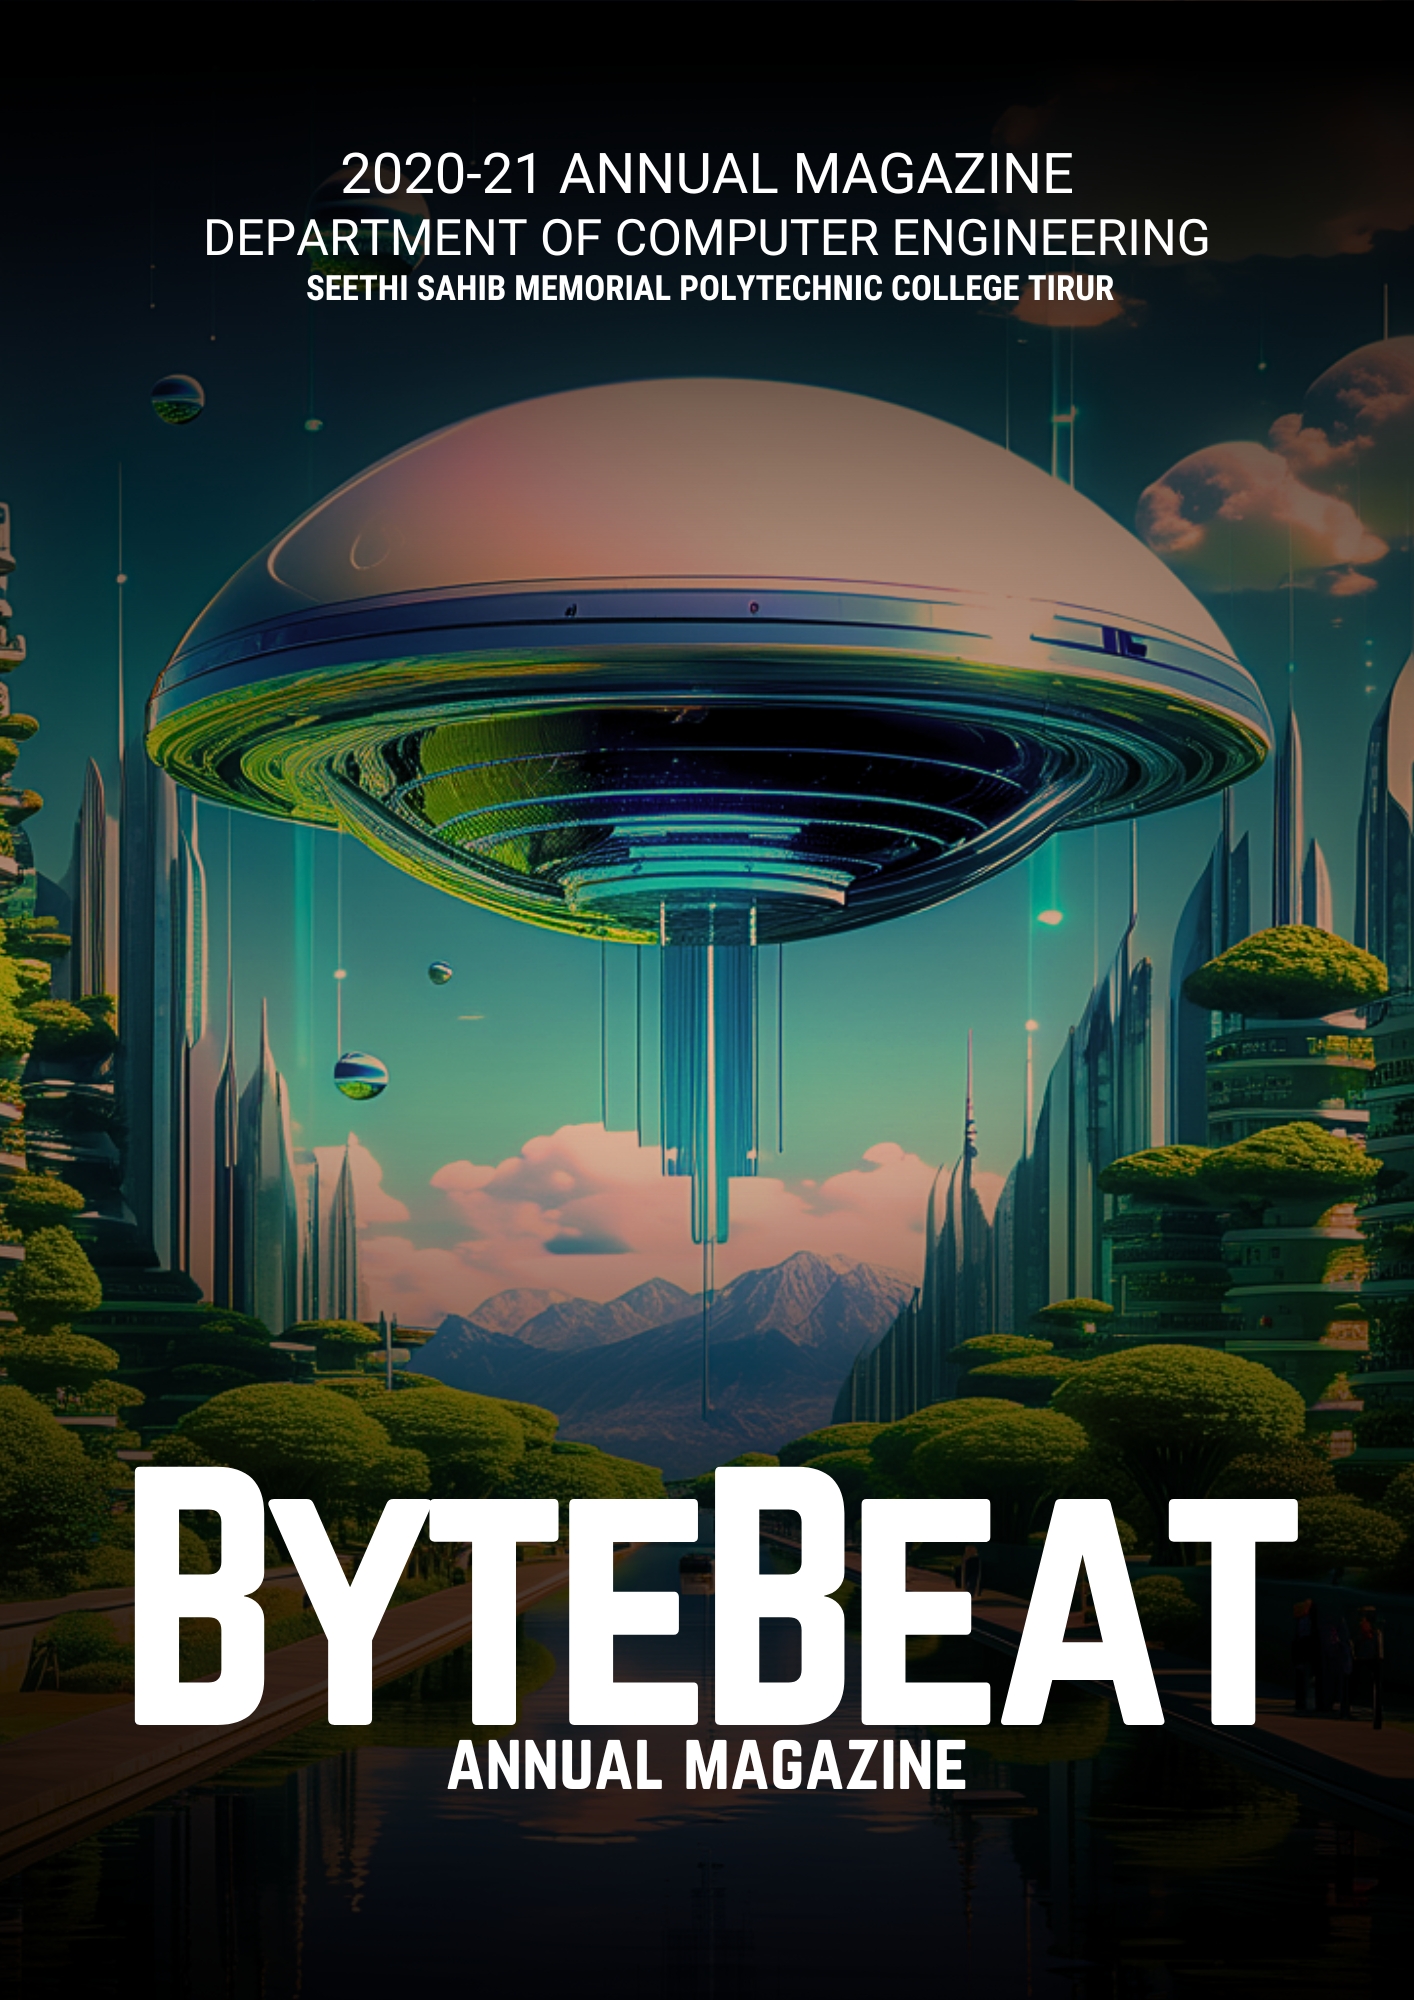 2020-21 ANNUAL MAGAZINE
DEPARTMENT OF COMPUTER ENGINEERING
SEETHI SAHIB MEMORIAL POLYTECHNIC COLLEGE TIRUR
BYTEBEAT
ANNUAL MAGAZINE